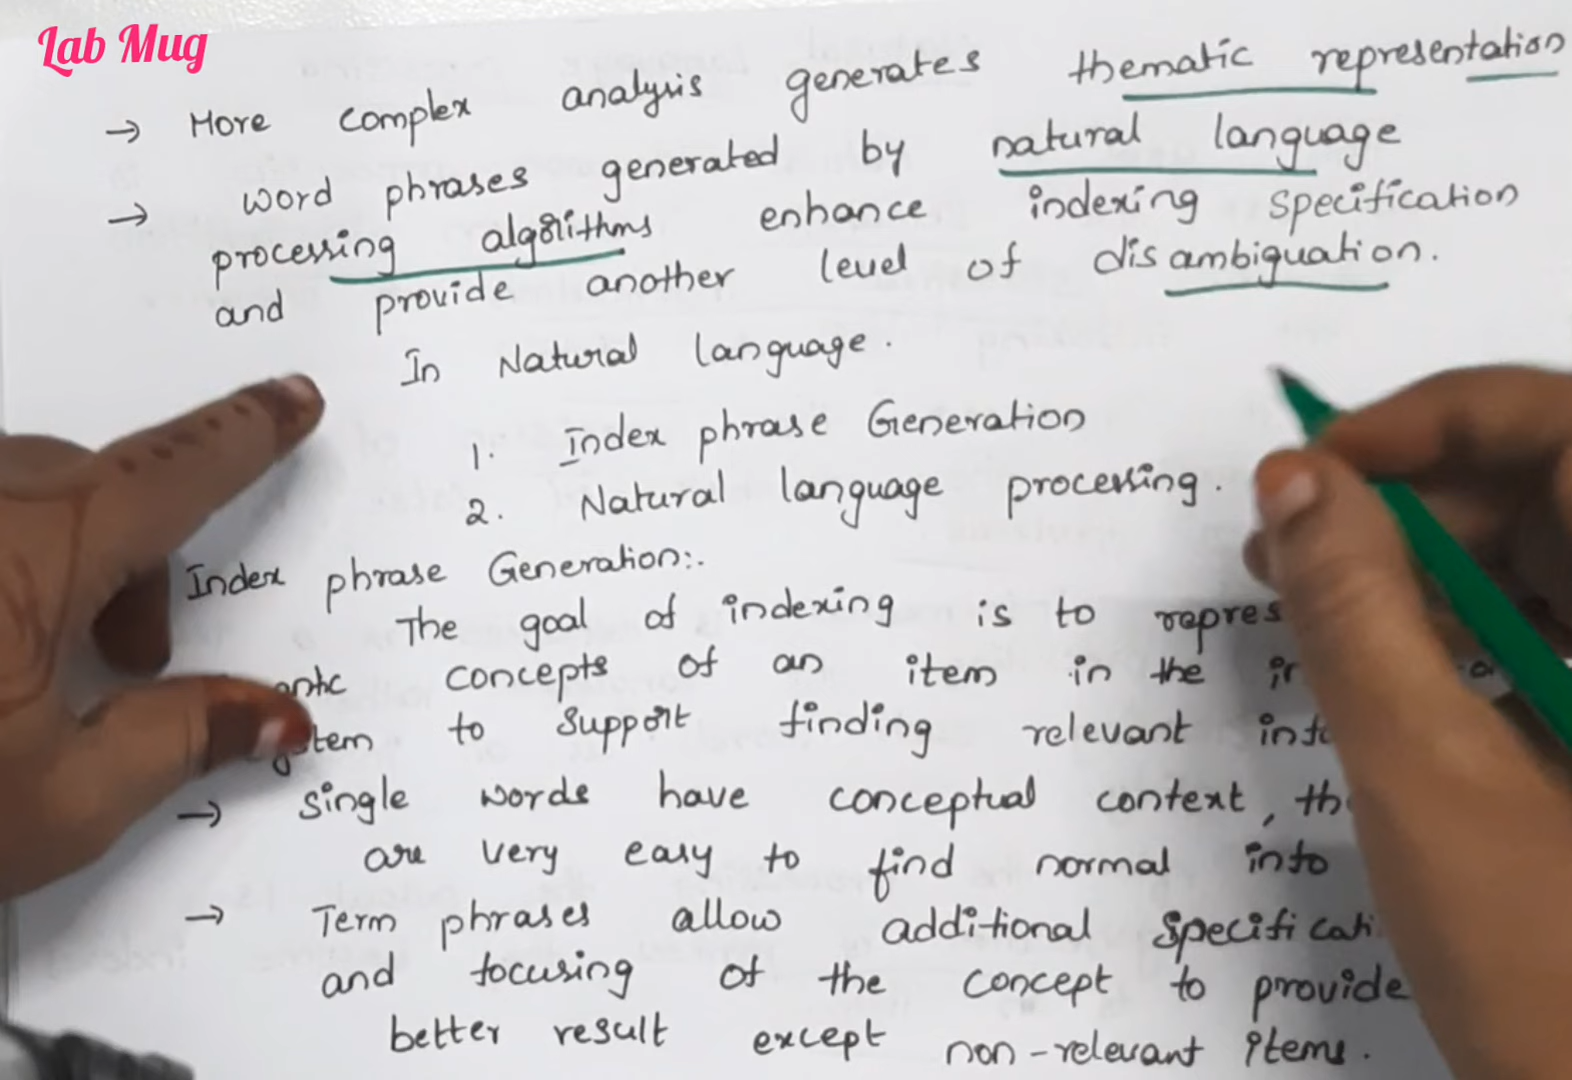 Lab Mug
→ More complex analysis generates thematic representation
→ word phrases generated by natural language
processing algorithms enhance indexing specification
and provide another level of disambiguation.
In Natural language.
1. Index phrase Generation
2. Natural language processing.
Index phrase Generation:.
The goal of indexing is to
concepts of an item in the
to support finding relevant
→ Single words have conceptual context,
are very easy to find normal info
→ Term phrases allow additional
and focusing of the concept to provide
better result except non-relevant items.